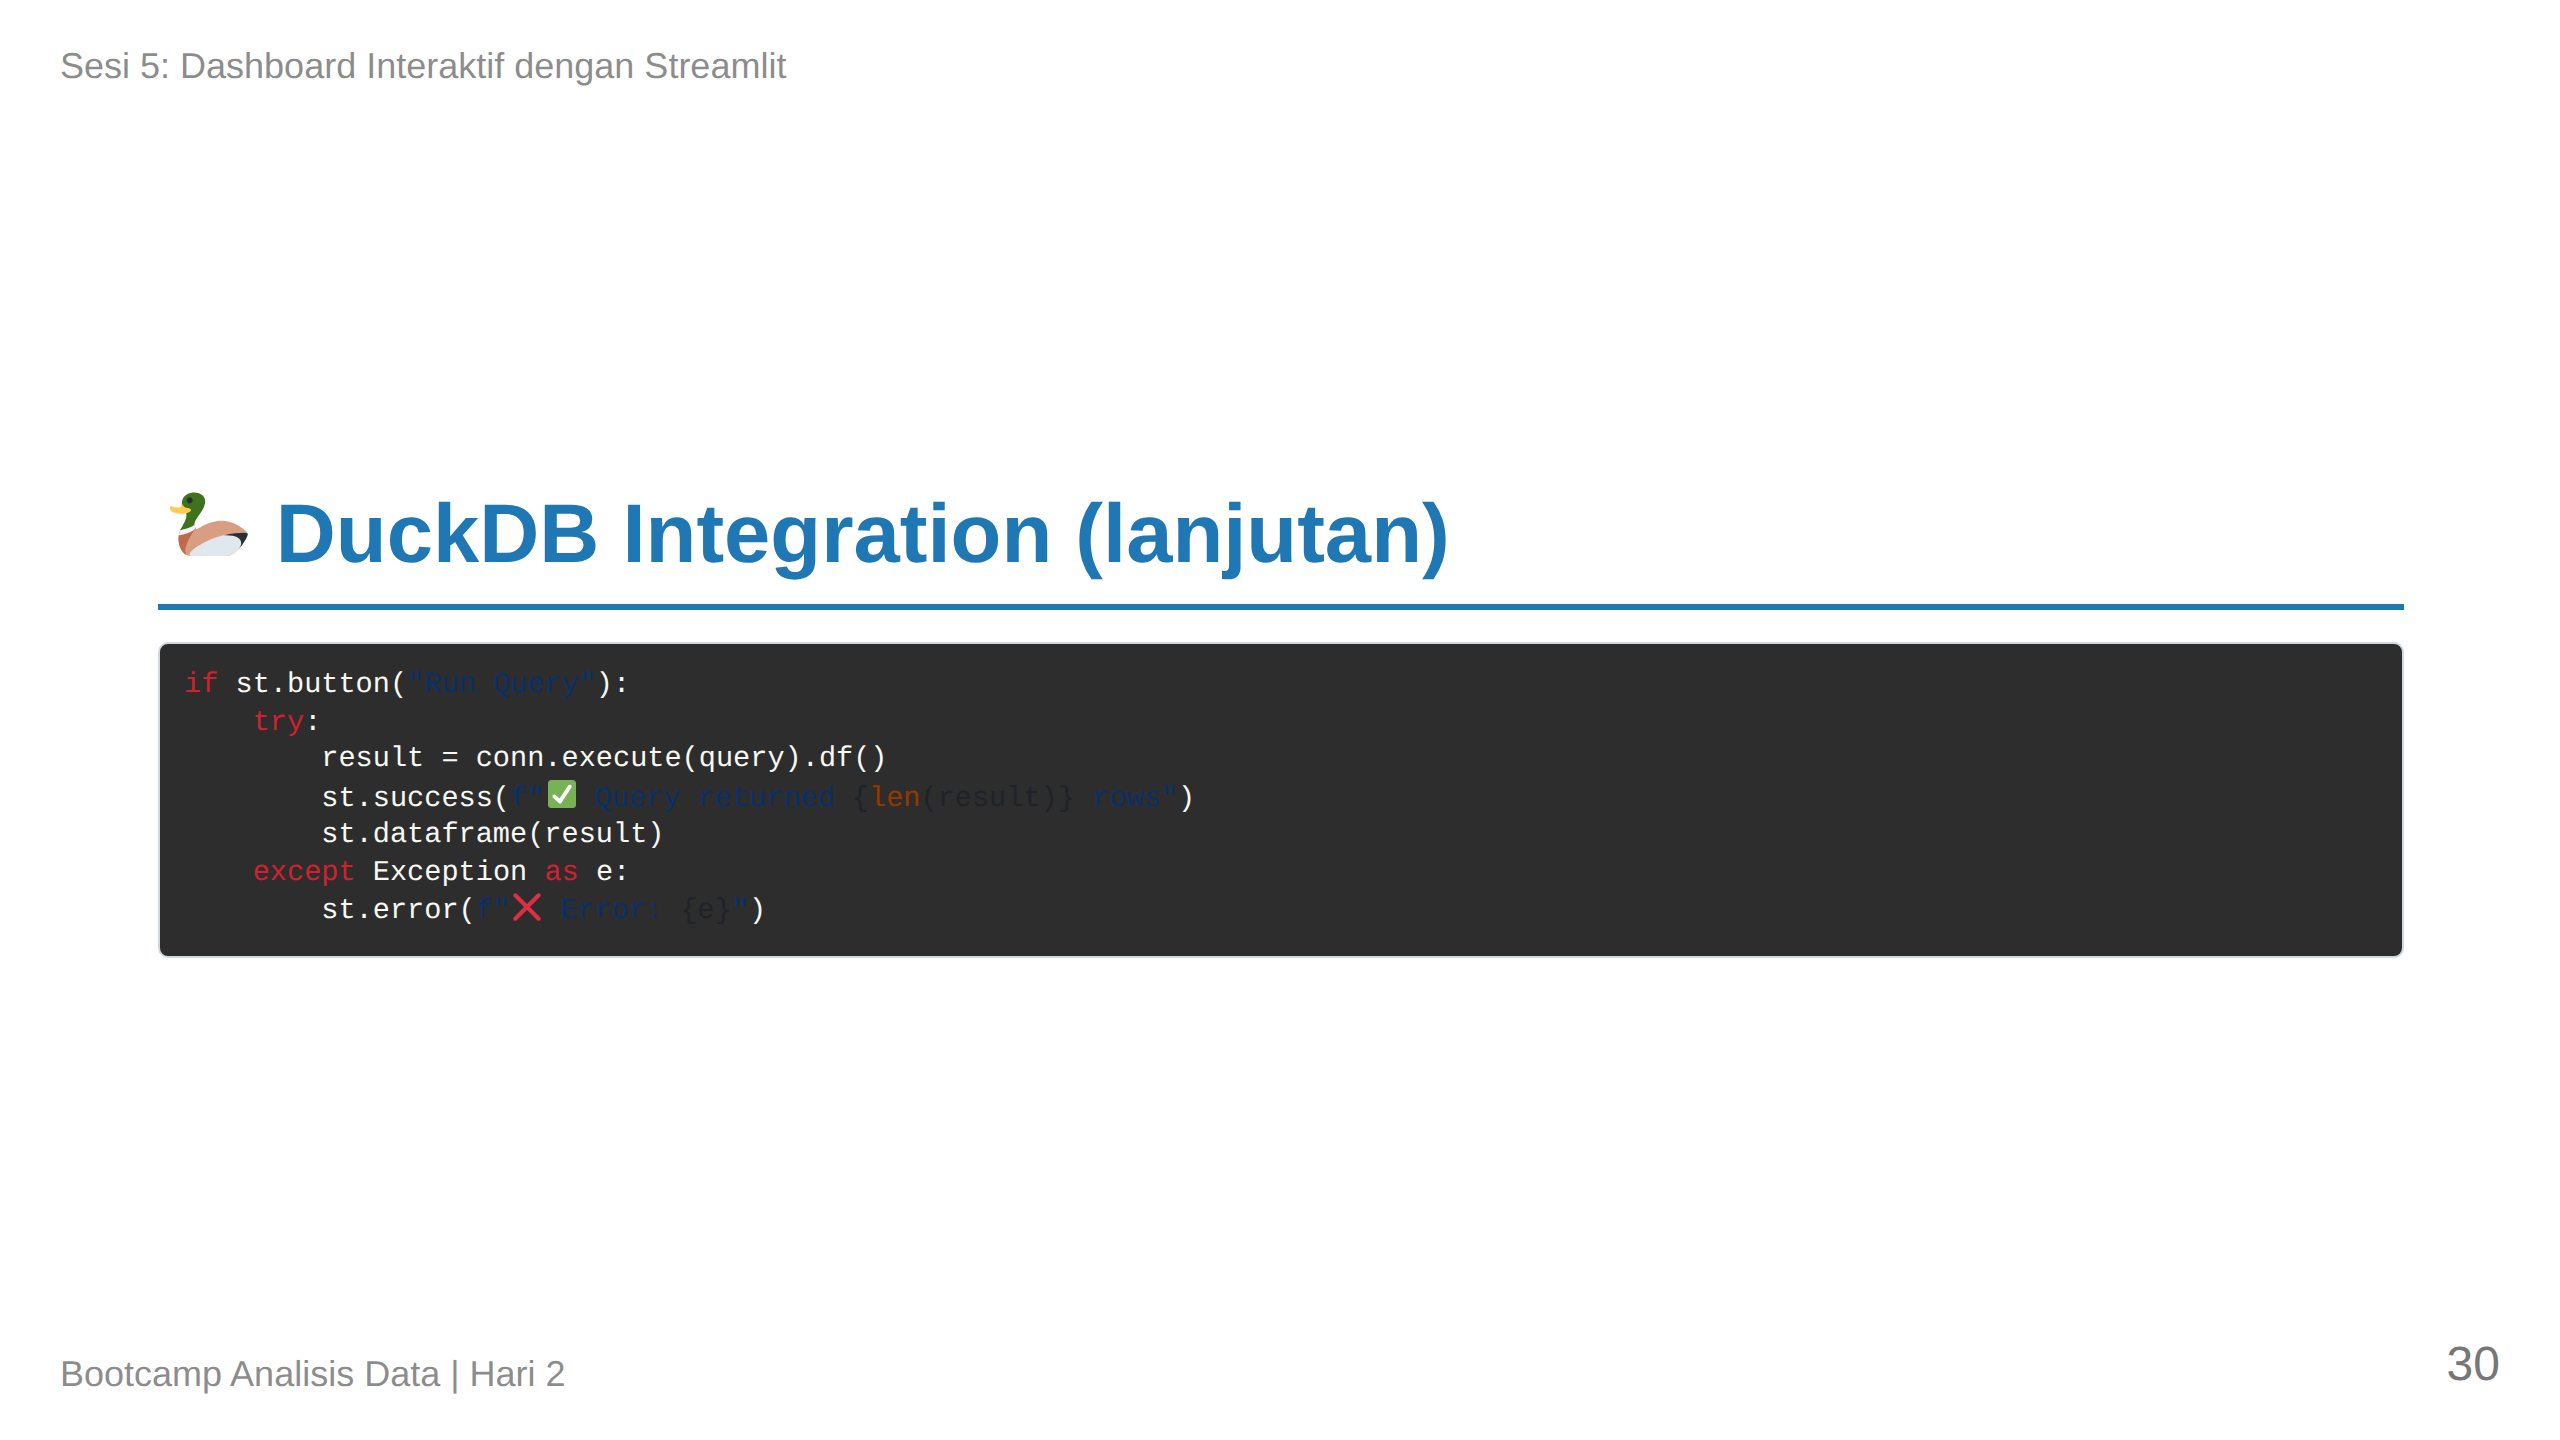 Sesi 5: Dashboard Interaktif dengan Streamlit
🦆 DuckDB Integration (lanjutan)
if st.button("Run Query"):
    try:
        result = conn.execute(query).df()
        st.success(f"✅ Query returned {len(result)} rows")
        st.dataframe(result)
    except Exception as e:
        st.error(f"❌ Error: {e}")
Bootcamp Analisis Data | Hari 2
30